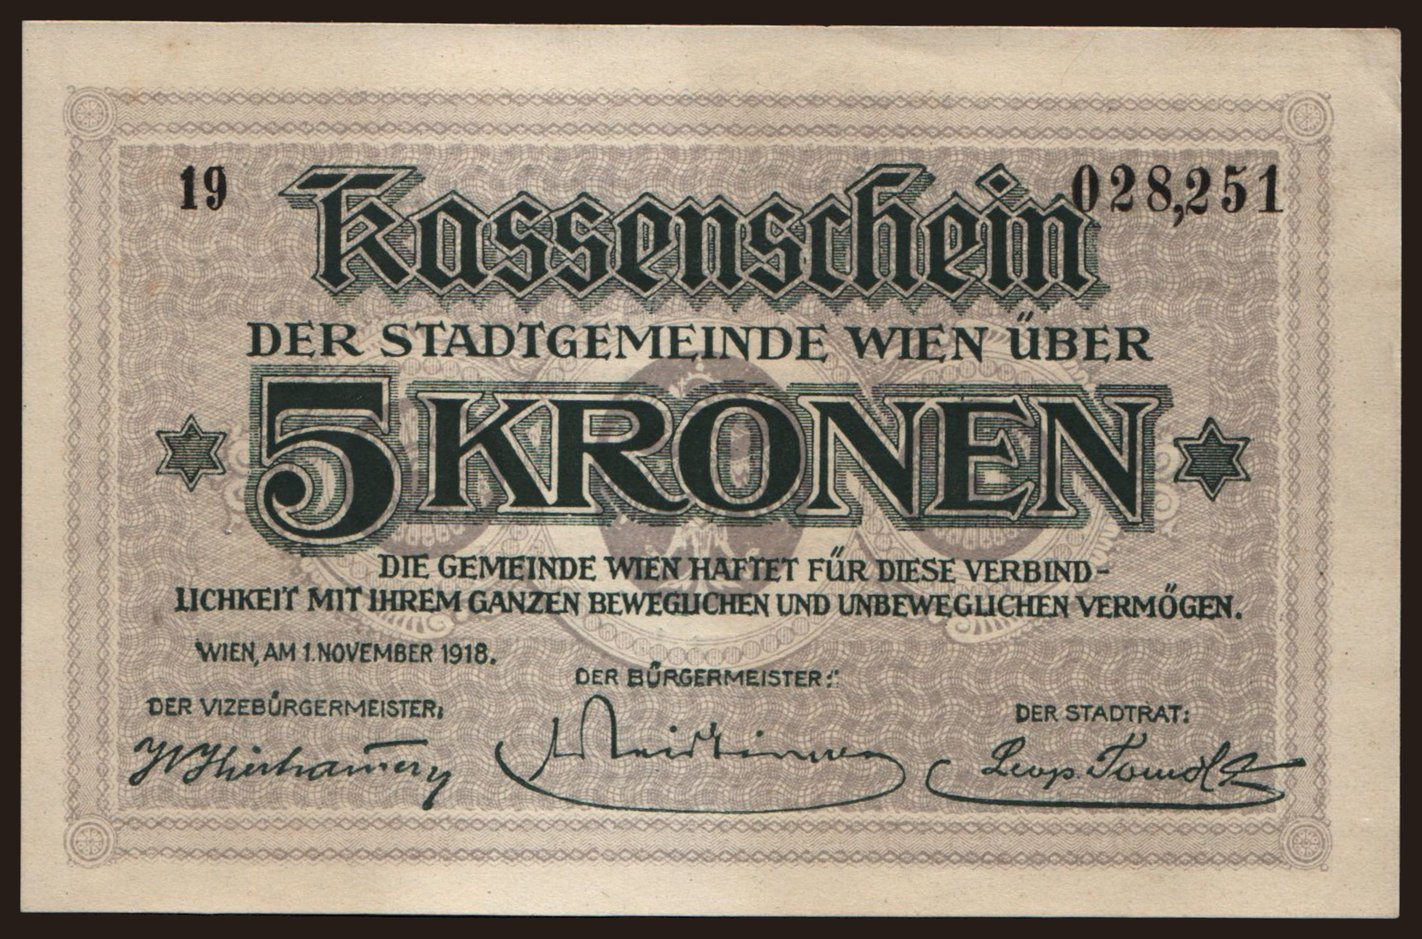 19
028,251
Kassenschein
DER STADTGEMEINDE WIEN ÜBER
5 KRONEN
DIE GEMEINDE WIEN HAFTET FÜR DIESE VERBIND-
LICHKEIT MIT IHREM GANZEN BEWEGLICHEN UND UNBEWEGLICHEN VERMÖGEN.
WIEN, AM 1. NOVEMBER 1918.
DER BÜRGERMEISTER:
DER VIZEBÜRGERMEISTER:
DER STADTRAT:
Leop.